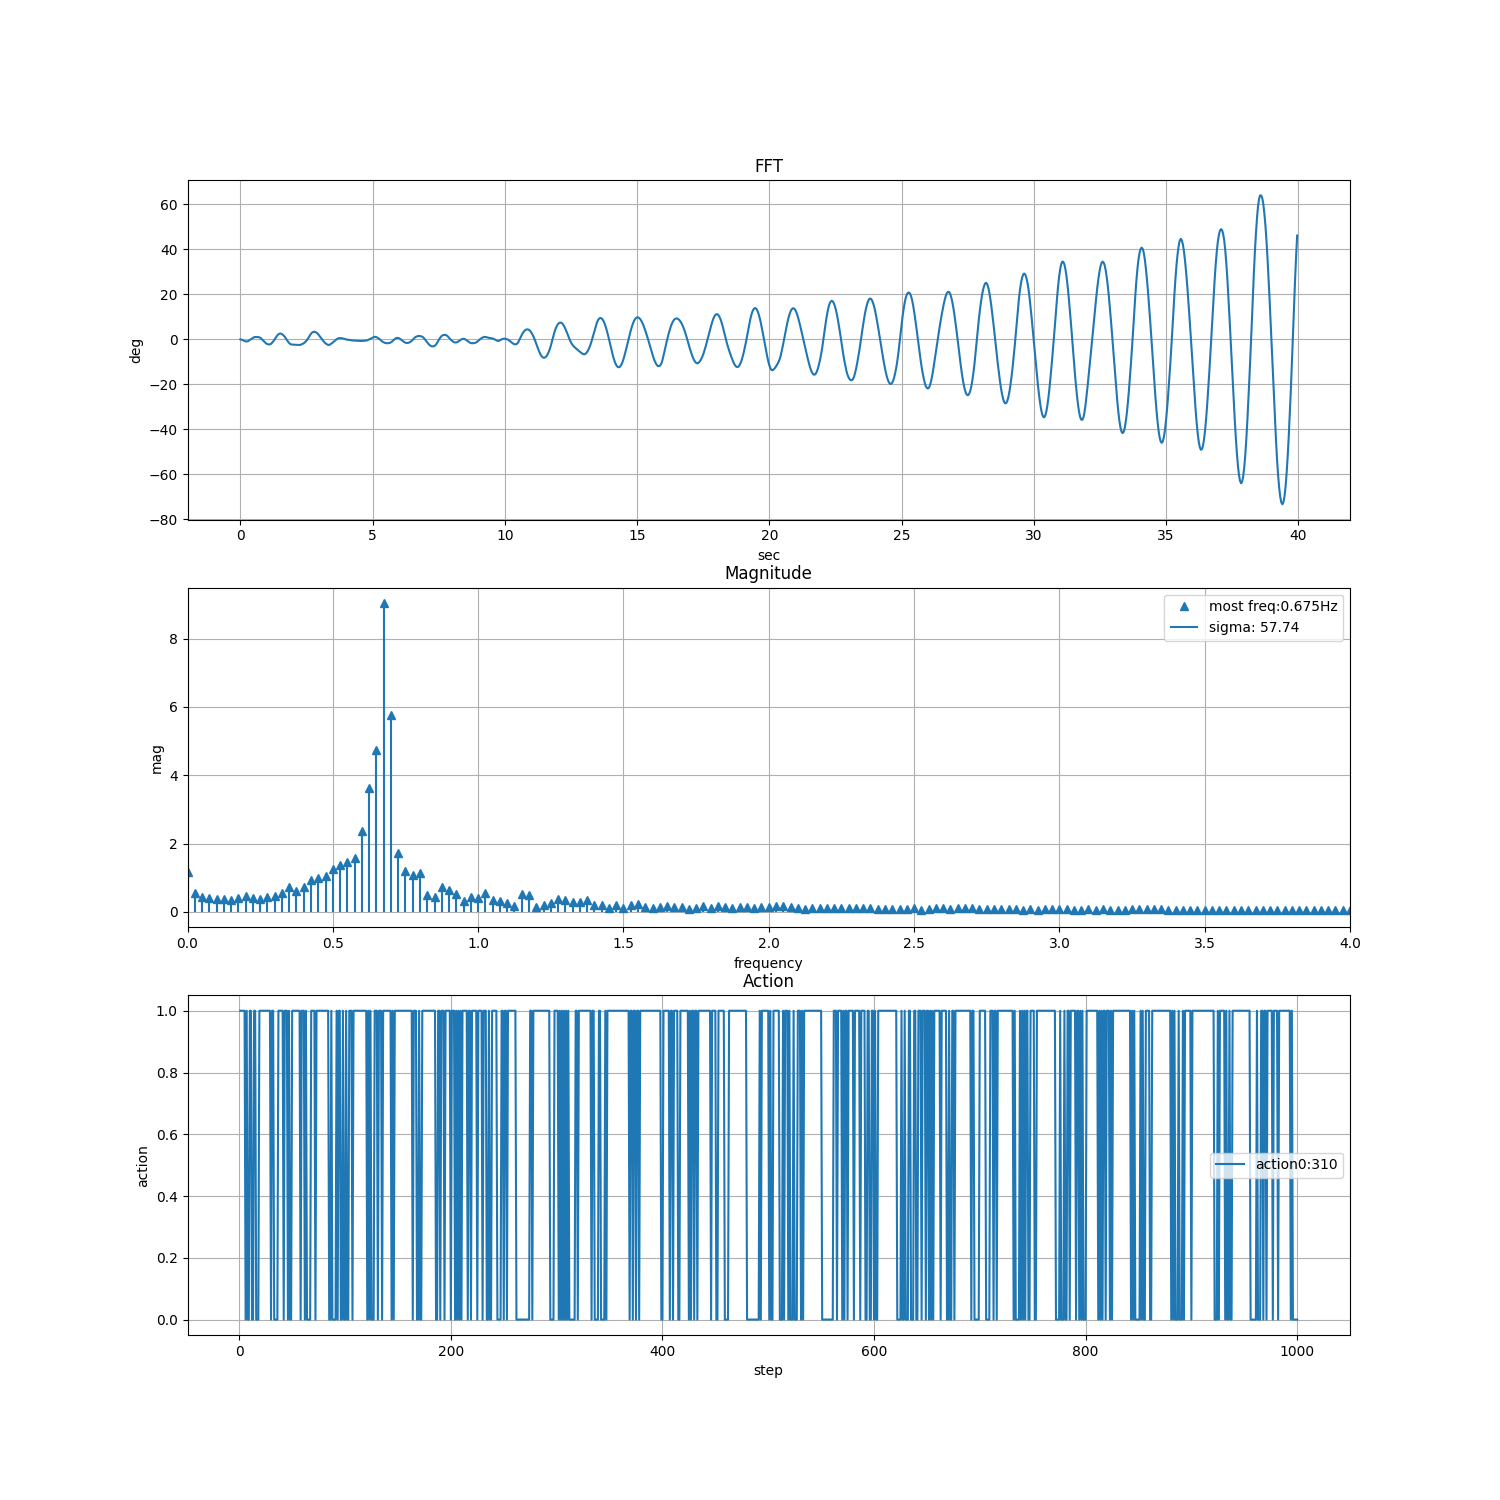 FFT
60
40
20
0
−20
−40
−60
−80
deg
0 5 10 15 20 25 30 35 40
sec
Magnitude
most freq:0.675Hz
sigma: 57.74
8
6
4
2
0
mag
0.0 0.5 1.0 1.5 2.0 2.5 3.0 3.5 4.0
frequency
Action
1.0
0.8
0.6
0.4
0.2
0.0
action
action0:310
0 200 400 600 800 1000
step